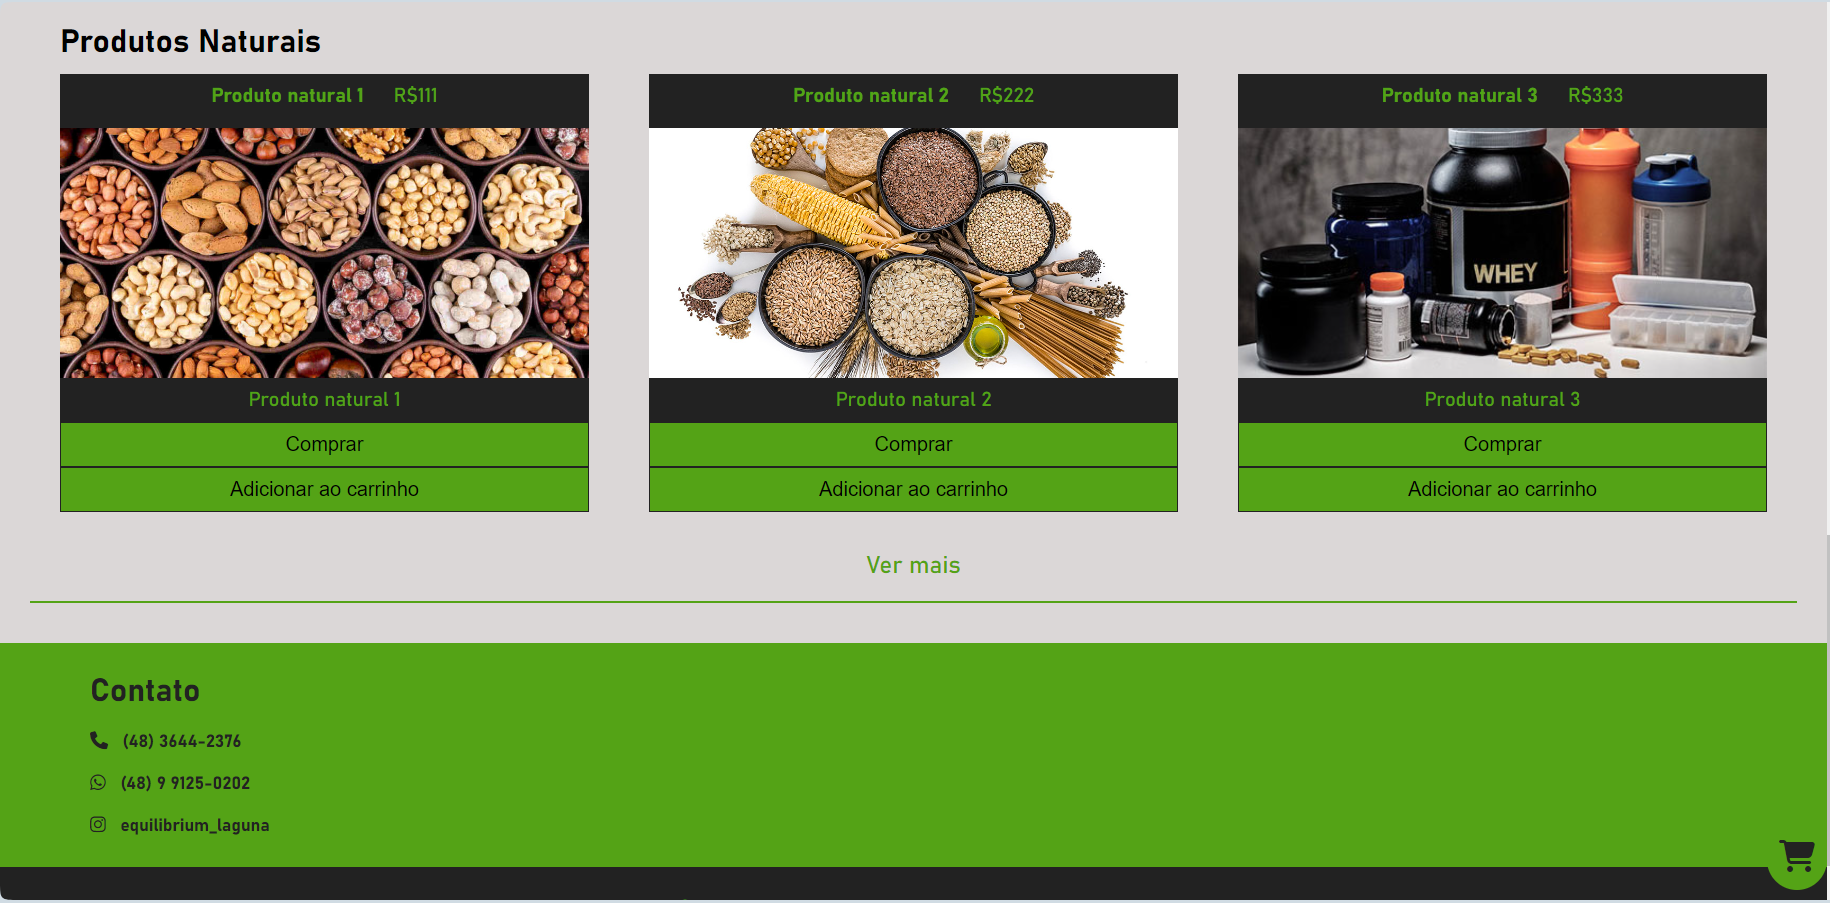 Produtos Naturais
Produto natural 1 R$111
Produto natural 2 R$222
Produto natural 3 R$333
WHEY
Produto natural 1
Produto natural 2
Produto natural 3
Comprar
Comprar
Comprar
Adicionar ao carrinho
Adicionar ao carrinho
Adicionar ao carrinho
Ver mais
Contato
(48) 3644-2376
(48) 9 9125-0202
equilibrium_laguna